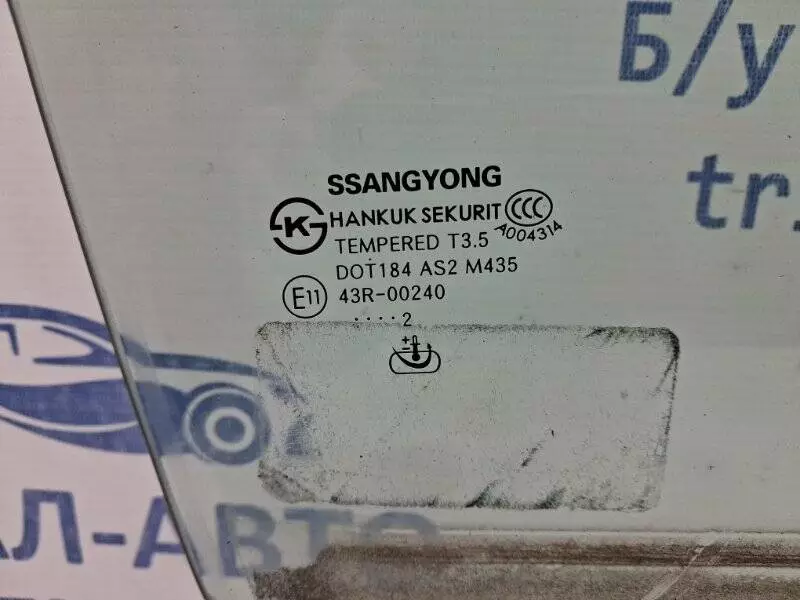 Б/у
tr.
SSANGYONG
K HANKUK SEKURIT CCC
TEMPERED T3.5 A004314
DOT184 AS2 M435
E11 43R-00240
.... 2
АЛ-АВТО